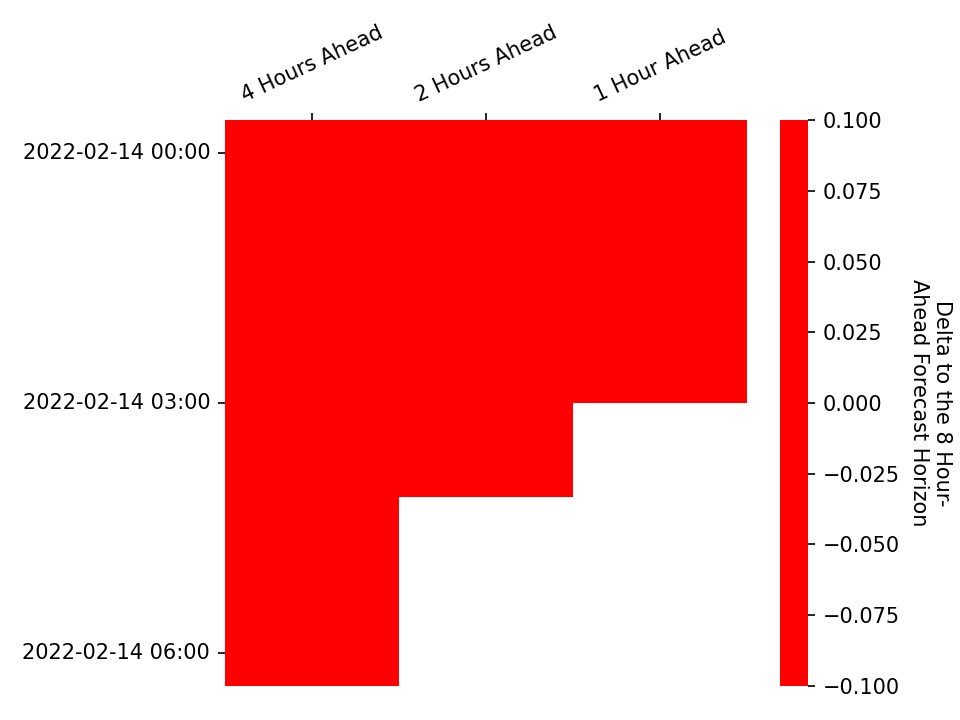 4 Hours Ahead
2 Hours Ahead
1 Hour Ahead
2022-02-14 00:00
2022-02-14 03:00
2022-02-14 06:00
0.100
0.075
0.050
0.025
0.000
−0.025
−0.050
−0.075
−0.100
Delta to the 8 Hour-
Ahead Forecast Horizon